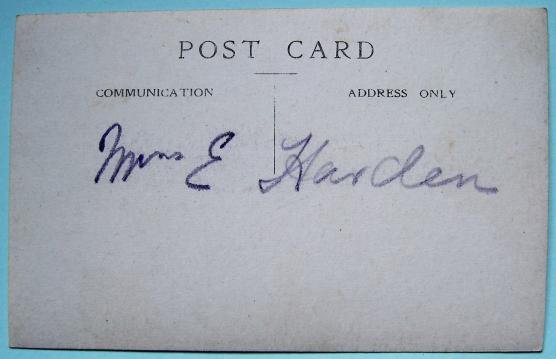 POST CARD
COMMUNICATION ADDRESS ONLY
Mrs E Harden